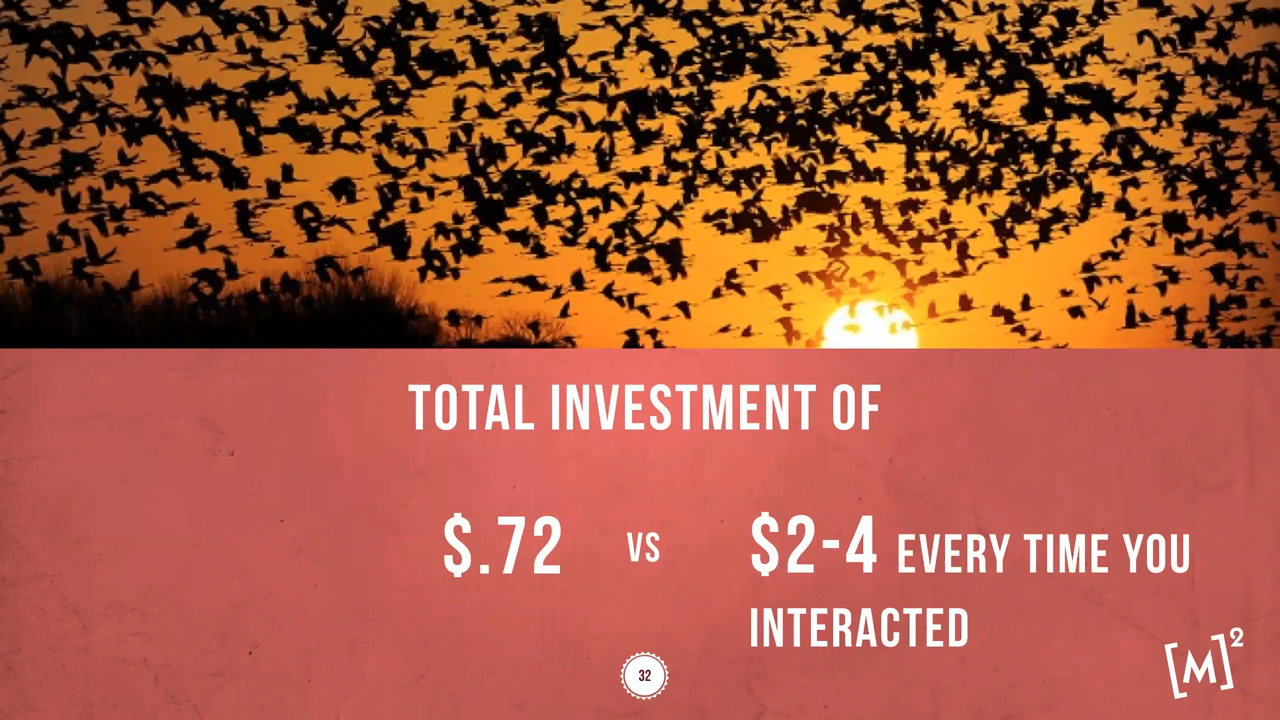 TOTAL INVESTMENT OF
$.72 VS $2-4 EVERY TIME YOU
INTERACTED
32
[M]²